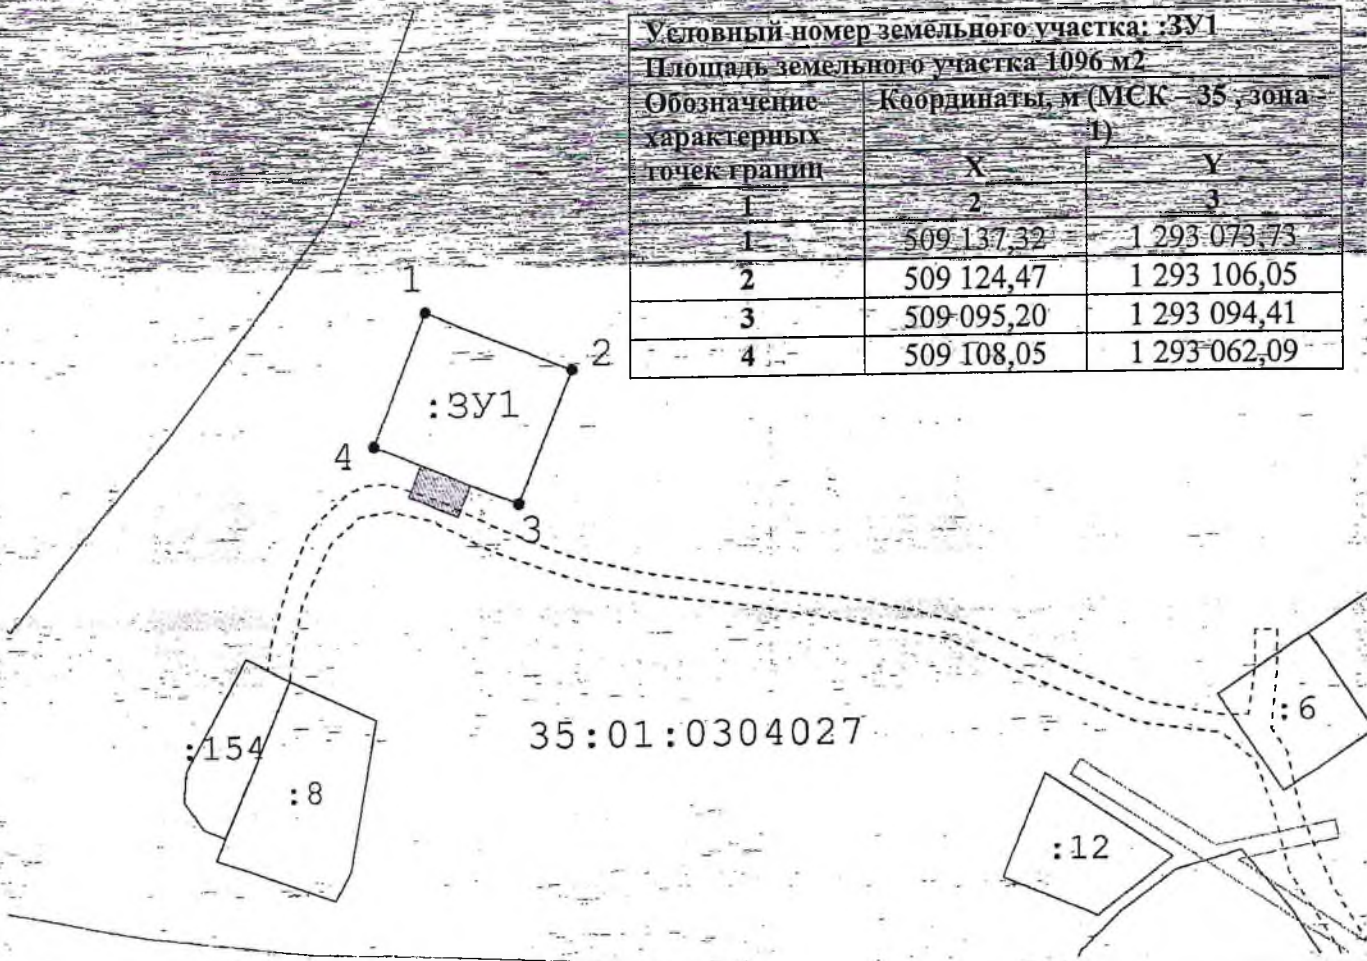 Условный номер земельного участка: :ЗУ1
Площадь земельного участка 1096 м2
Обозначение характерных точек границ
Координаты, м (МСК – 35 , зона - 1)
X Y
1 2 3
1 509 137,32 1 293 073,73
2 509 124,47 1 293 106,05
3 509 095,20 1 293 094,41
4 509 108,05 1 293 062,09
1
2
:ЗУ1
4
3
:154
:8
35:01:0304027
:6
:12